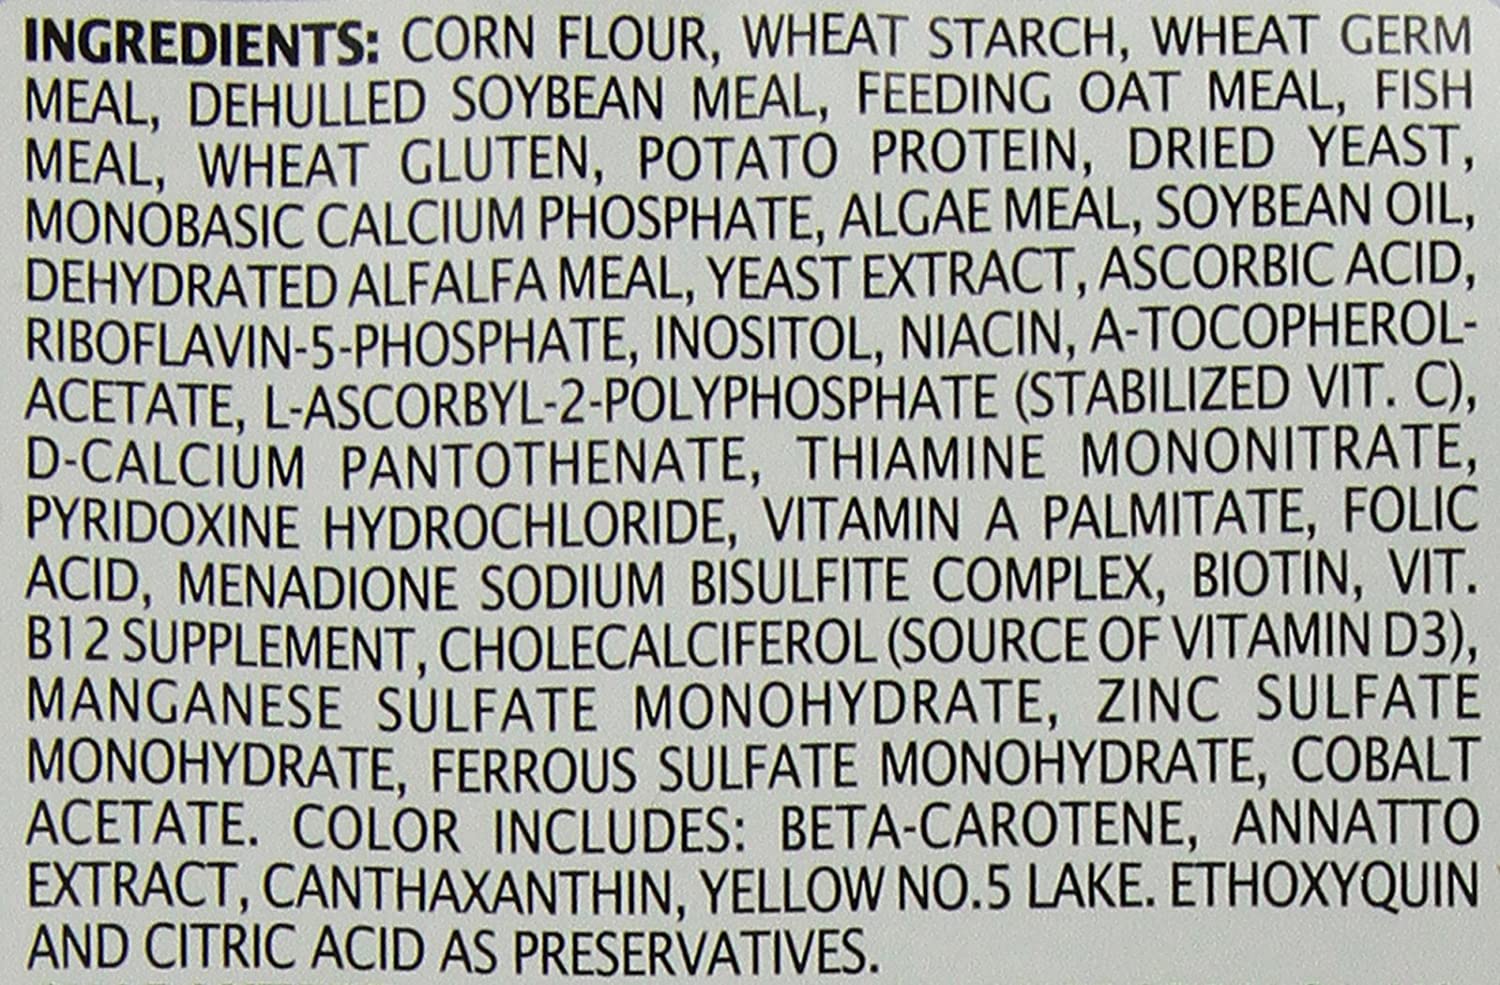 INGREDIENTS: CORN FLOUR, WHEAT STARCH, WHEAT GERM
MEAL, DEHULLED SOYBEAN MEAL, FEEDING OAT MEAL, FISH
MEAL, WHEAT GLUTEN, POTATO PROTEIN, DRIED YEAST,
MONOBASIC CALCIUM PHOSPHATE, ALGAE MEAL, SOYBEAN OIL,
DEHYDRATED ALFALFA MEAL, YEAST EXTRACT, ASCORBIC ACID,
RIBOFLAVIN-5-PHOSPHATE, INOSITOL, NIACIN, A-TOCOPHEROL-
ACETATE, L-ASCORBYL-2-POLYPHOSPHATE (STABILIZED VIT. C),
D-CALCIUM PANTOTHENATE, THIAMINE MONONITRATE,
PYRIDOXINE HYDROCHLORIDE, VITAMIN A PALMITATE, FOLIC
ACID, MENADIONE SODIUM BISULFITE COMPLEX, BIOTIN, VIT.
B12 SUPPLEMENT, CHOLECALCIFEROL (SOURCE OF VITAMIN D3),
MANGANESE SULFATE MONOHYDRATE, ZINC SULFATE
MONOHYDRATE, FERROUS SULFATE MONOHYDRATE, COBALT
ACETATE. COLOR INCLUDES: BETA-CAROTENE, ANNATTO
EXTRACT, CANTHAXANTHIN, YELLOW NO.5 LAKE. ETHOXYQUIN
AND CITRIC ACID AS PRESERVATIVES.